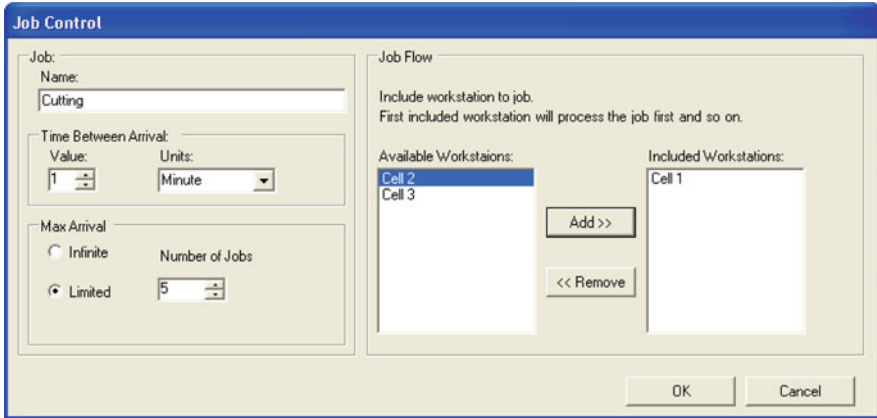 Job Control
Job:
Name:
Cutting
Time Between Arrival:
Value:
Units:
1
Minute
Max Arrival
Infinite
Number of Jobs
Limited
5
Job Flow
Include workstation to job.
First included workstation will process the job first and so on.
Available Workstaions:
Cell 2
Cell 3
Add >>
<< Remove
Included Workstations:
Cell 1
OK
Cancel